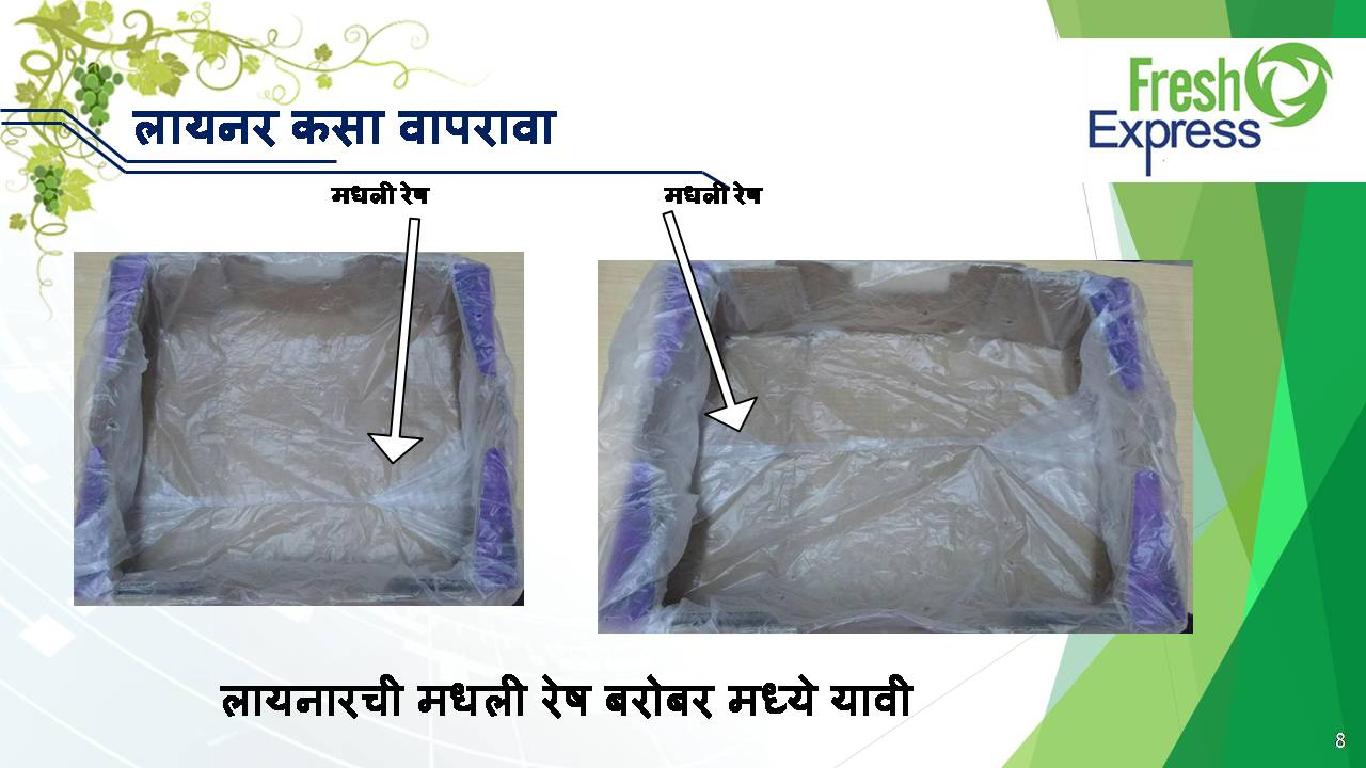 Fresh
Express
लायनर कसा वापरावा
मधली रेष
मधली रेष
लायनारची मधली रेष बरोबर मध्ये यावी
8